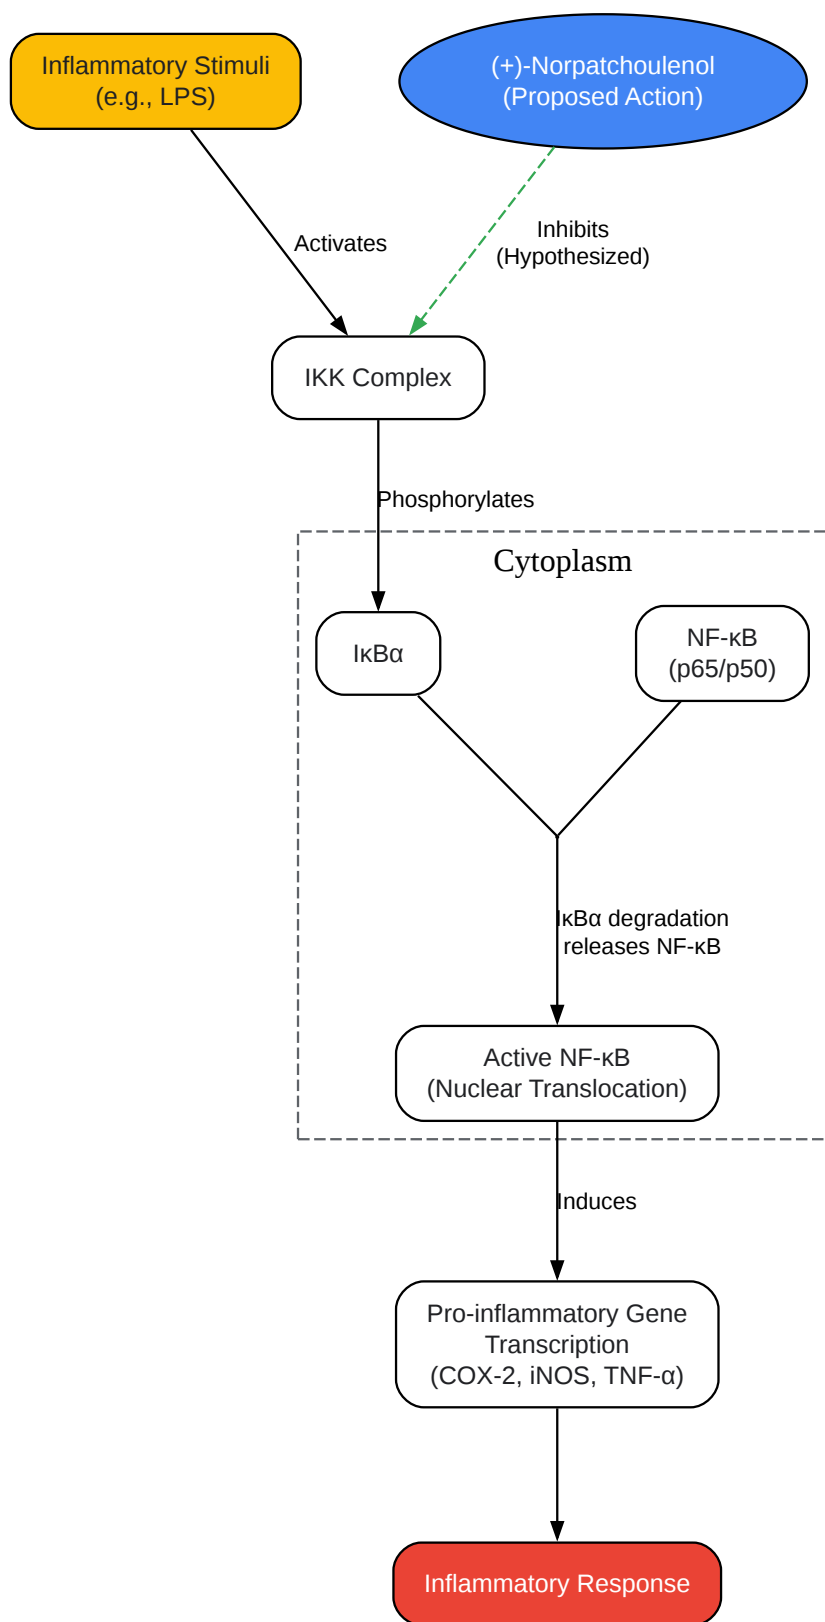 Inflammatory Stimuli
(e.g., LPS)
(+)-Norpatchoulenol
(Proposed Action)
Activates
Inhibits
(Hypothesized)
IKK Complex
Phosphorylates
Cytoplasm
IκBα
NF-κB
(p65/p50)
IκBα degradation
releases NF-κB
Active NF-κB
(Nuclear Translocation)
Induces
Pro-inflammatory Gene
Transcription
(COX-2, iNOS, TNF-α)
Inflammatory Response